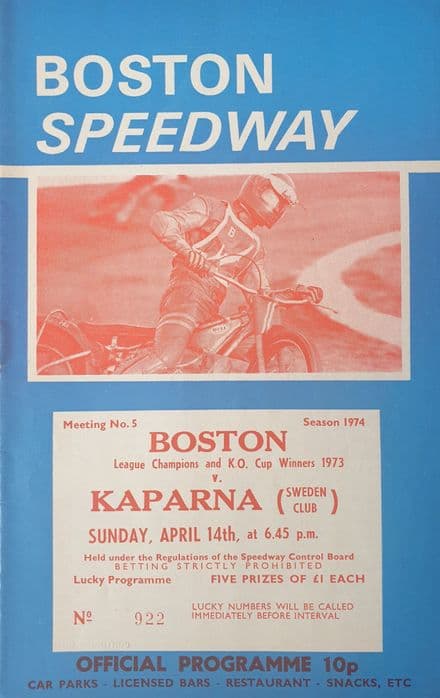 BOSTON
SPEEDWAY
B
Meeting No. 5 Season 1974
BOSTON
League Champions and K.O. Cup Winners 1973
v.
KAPARNA (SWEDEN CLUB)
SUNDAY, APRIL 14th, at 6.45 p.m.
Held under the Regulations of the Speedway Control Board
BETTING STRICTLY PROHIBITED
Lucky Programme FIVE PRIZES OF £1 EACH
Nº 922 LUCKY NUMBERS WILL BE CALLED
IMMEDIATELY BEFORE INTERVAL
OFFICIAL PROGRAMME 10p
CAR PARKS - LICENSED BARS - RESTAURANT - SNACKS, ETC